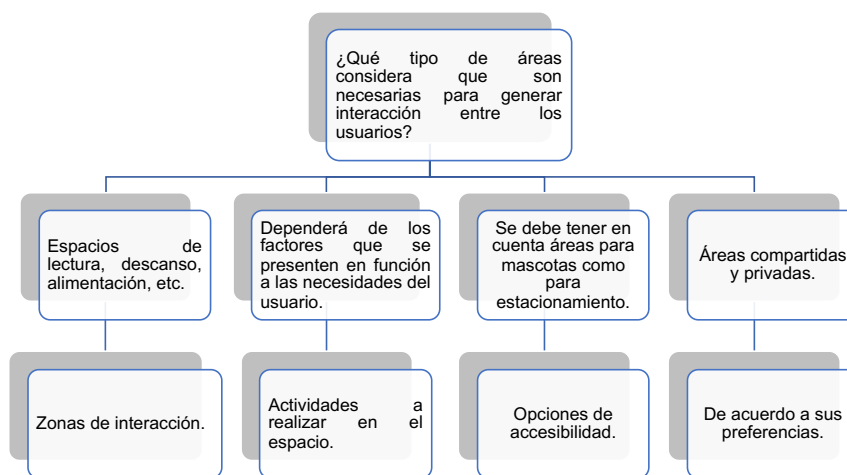 ¿Qué tipo de áreas
considera que son
necesarias para generar
interacción entre los
usuarios?
Espacios de
lectura, descanso,
alimentación, etc.
Dependerá de los
factores que se
presenten en función
a las necesidades del
usuario.
Se debe tener en
cuenta áreas para
mascotas como
para
estacionamiento.
Áreas compartidas
y privadas.
Zonas de interacción.
Actividades a
realizar en el
espacio.
Opciones de
accesibilidad.
De acuerdo a sus
preferencias.